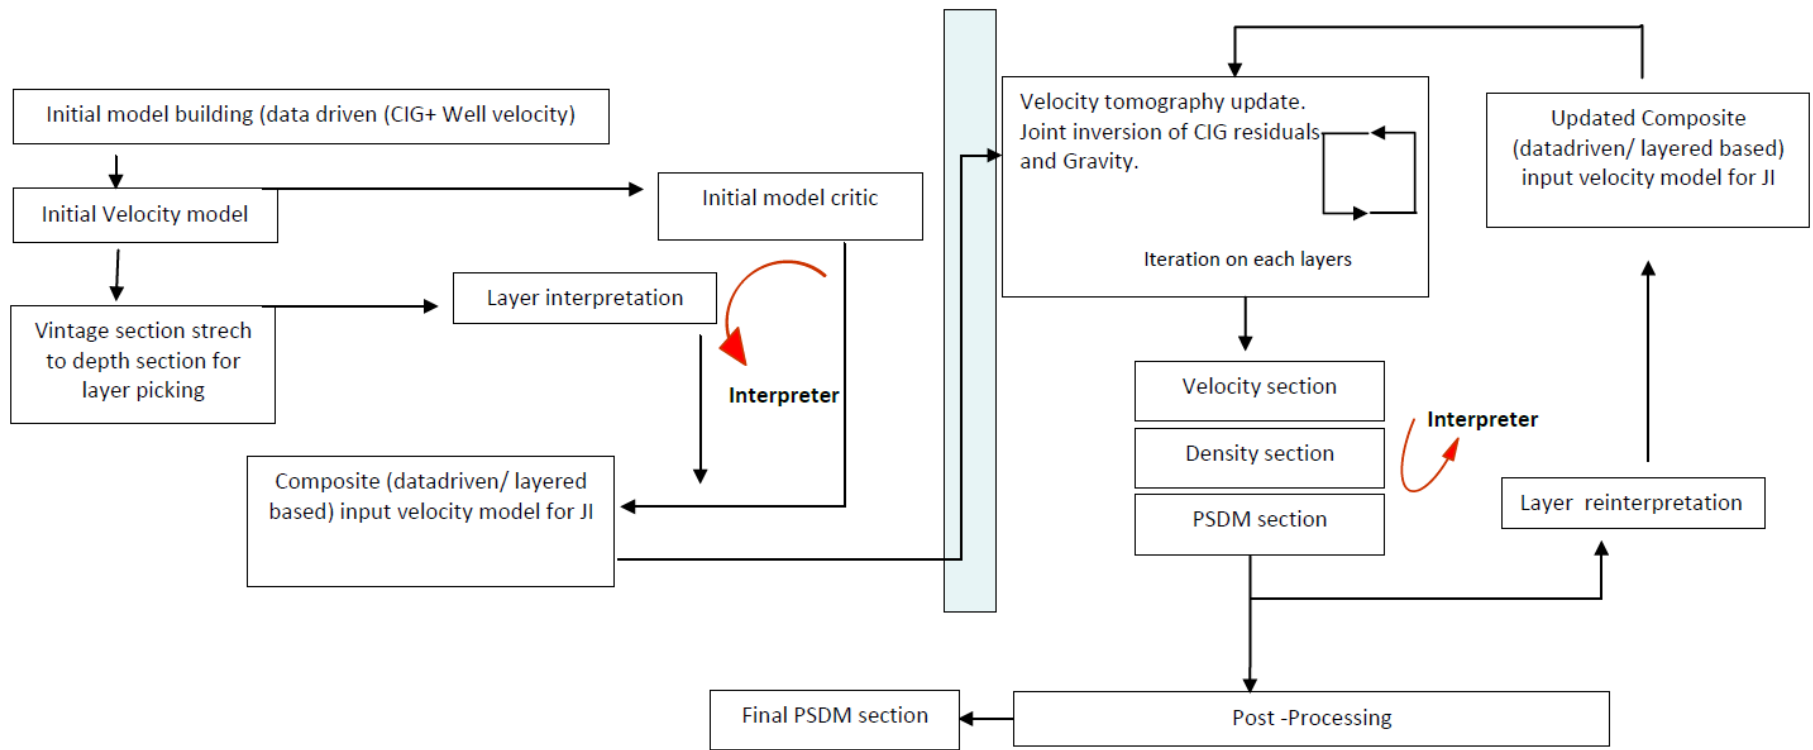 Initial model building (data driven (CIG+ Well velocity)
Initial Velocity model
Initial model critic
Vintage section strech
to depth section for
layer picking
Layer interpretation
Interpreter
Composite (datadriven/ layered
based) input velocity model for JI
Velocity tomography update.
Joint inversion of CIG residuals
and Gravity.
Iteration on each layers
Updated Composite
(datadriven/ layered based)
input velocity model for JI
Velocity section
Density section
PSDM section
Interpreter
Layer reinterpretation
Post -Processing
Final PSDM section